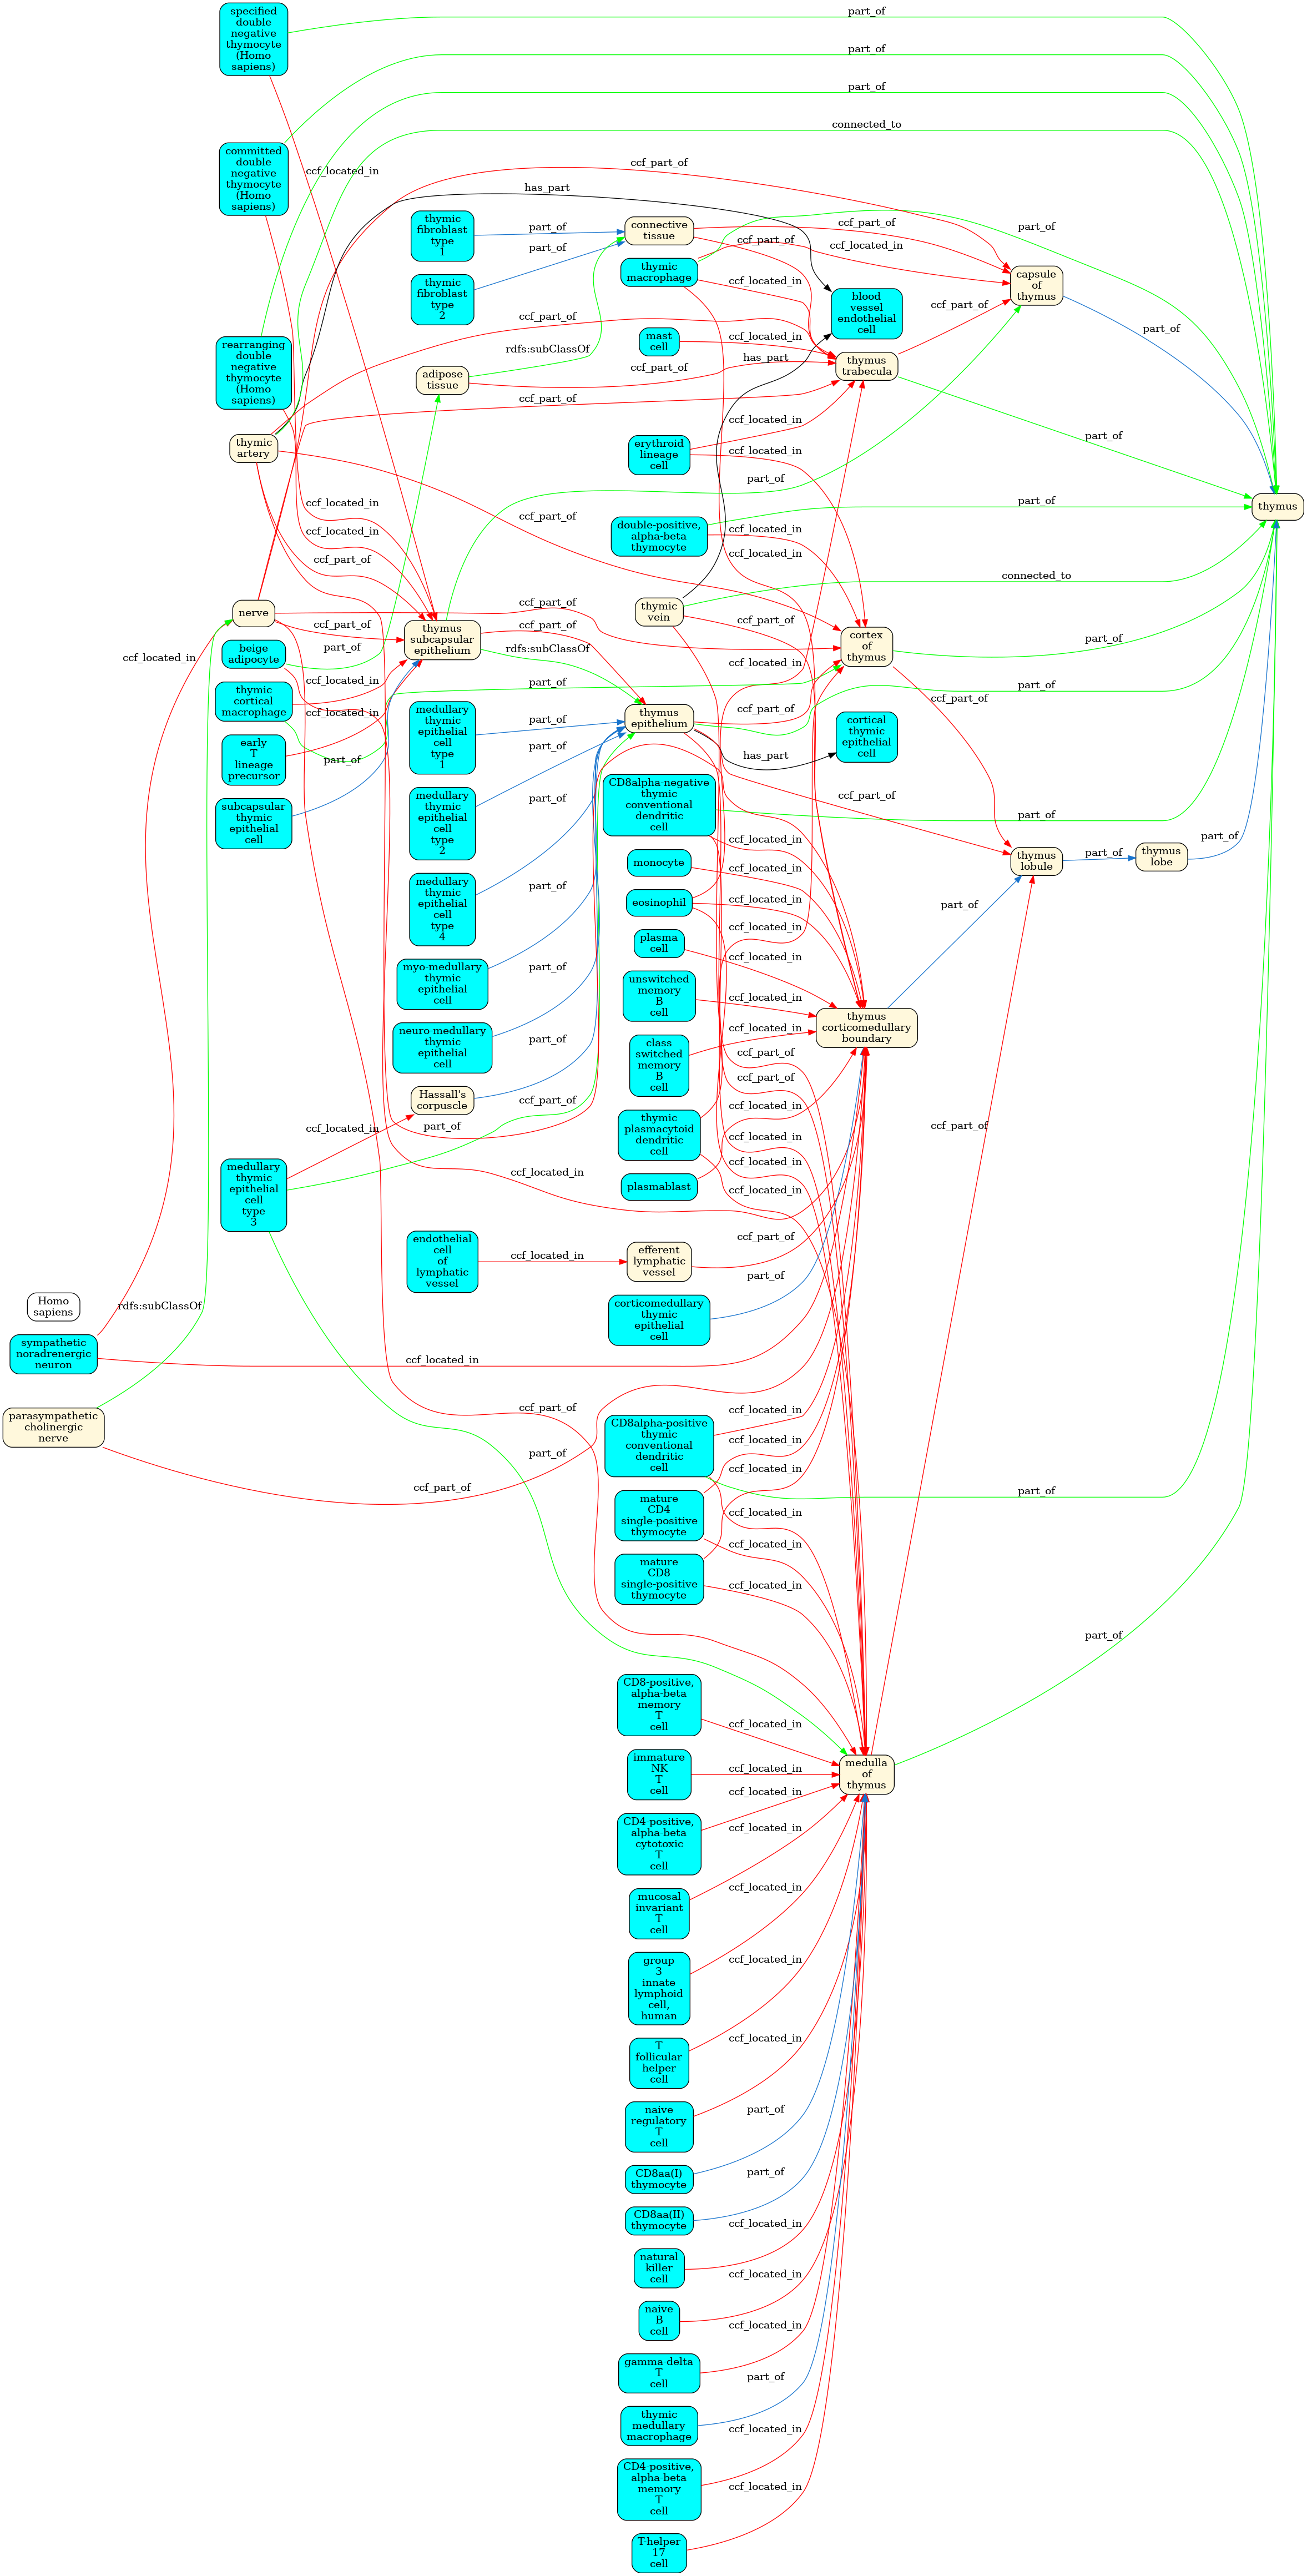 specified
double
negative
thymocyte
(Homo
sapiens)
part_of
part_of
part_of
connected_to
committed
double
negative
thymocyte
(Homo
sapiens)
ccf_located_in
ccf_part_of
has_part
thymic
fibroblast
type
1
part_of
part_of
thymic
fibroblast
type
2
connective
tissue
thymic
macrophage
ccf_part_of
ccf_part_of
ccf_located_in
part_of
ccf_located_in
blood
vessel
endothelial
cell
capsule
of
thymus
ccf_part_of
part_of
rearranging
double
negative
thymocyte
(Homo
sapiens)
ccf_part_of
mast
cell
ccf_located_in
has_part
rdfs:subClassOf
ccf_part_of
adipose
tissue
thymus
trabecula
ccf_part_of
thymic
artery
erythroid
lineage
cell
ccf_located_in
ccf_located_in
part_of
part_of
ccf_located_in
ccf_part_of
double-positive,
alpha-beta
thymocyte
part_of
ccf_located_in
thymus
ccf_located_in
ccf_part_of
ccf_located_in
connected_to
nerve
ccf_part_of
ccf_part_of
thymic
vein
ccf_part_of
thymus
subcapsular
epithelium
ccf_part_of
rdfs:subClassOf
cortex
of
thymus
part_of
ccf_located_in
beige
adipocyte
part_of
ccf_located_in
ccf_located_in
thymic
cortical
macrophage
part_of
part_of
ccf_located_in
ccf_part_of
ccf_part_of
thymus
epithelium
medullary
thymic
epithelial
cell
type
1
part_of
cortical
thymic
epithelial
cell
early
T
lineage
precursor
part_of
part_of
has_part
subcapsular
thymic
epithelial
cell
medullary
thymic
epithelial
cell
type
2
part_of
CD8alpha-negative
thymic
conventional
dendritic
cell
ccf_part_of
part_of
ccf_located_in
medullary
thymic
epithelial
cell
type
4
part_of
monocyte
ccf_located_in
eosinophil
ccf_located_in
thymus
lobule
part_of
thymus
lobe
part_of
part_of
plasma
cell
ccf_located_in
ccf_located_in
myo-medullary
thymic
epithelial
cell
part_of
unswitched
memory
B
cell
ccf_located_in
thymus
corticomedullary
boundary
neuro-medullary
thymic
epithelial
cell
part_of
class
switched
memory
B
cell
ccf_located_in
ccf_part_of
ccf_part_of
Hassall's
corpuscle
ccf_part_of
part_of
ccf_located_in
thymic
plasmacytoid
dendritic
cell
ccf_located_in
ccf_located_in
ccf_located_in
ccf_located_in
ccf_part_of
medullary
thymic
epithelial
cell
type
3
ccf_located_in
plasmablast
endothelial
cell
of
lymphatic
vessel
ccf_located_in
efferent
lymphatic
vessel
ccf_part_of
part_of
corticomedullary
thymic
epithelial
cell
Homo
sapiens
rdfs:subClassOf
sympathetic
noradrenergic
neuron
ccf_located_in
parasympathetic
cholinergic
nerve
ccf_part_of
part_of
ccf_part_of
CD8alpha-positive
thymic
conventional
dendritic
cell
ccf_located_in
ccf_located_in
ccf_located_in
part_of
mature
CD4
single-positive
thymocyte
ccf_located_in
ccf_located_in
mature
CD8
single-positive
thymocyte
ccf_located_in
part_of
CD8-positive,
alpha-beta
memory
T
cell
ccf_located_in
immature
NK
T
cell
ccf_located_in
medulla
of
thymus
CD4-positive,
alpha-beta
cytotoxic
T
cell
ccf_located_in
ccf_located_in
mucosal
invariant
T
cell
ccf_located_in
group
3
innate
lymphoid
cell,
human
ccf_located_in
T
follicular
helper
cell
ccf_located_in
naive
regulatory
T
cell
part_of
CD8aa(I)
thymocyte
part_of
CD8aa(II)
thymocyte
ccf_located_in
natural
killer
cell
ccf_located_in
naive
B
cell
ccf_located_in
gamma-delta
T
cell
part_of
thymic
medullary
macrophage
ccf_located_in
CD4-positive,
alpha-beta
memory
T
cell
ccf_located_in
T-helper
17
cell